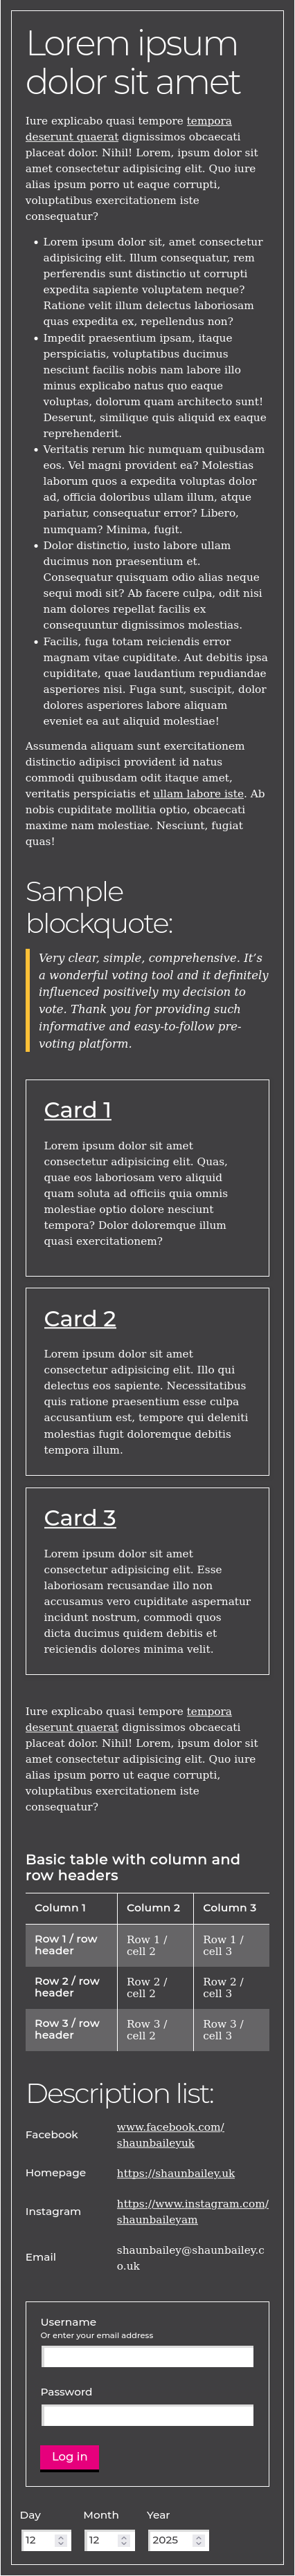 Lorem ipsum
dolor sit amet
Iure explicabo quasi tempore tempora
deserunt quaerat dignissimos obcaecati
placeat dolor. Nihil! Lorem, ipsum dolor sit
amet consectetur adipisicing elit. Quo iure
alias ipsum porro ut eaque corrupti,
voluptatibus exercitationem iste
consequatur?
• Lorem ipsum dolor sit, amet consectetur
adipisicing elit. Illum consequatur, rem
perferendis sunt distinctio ut corrupti
expedita sapiente voluptatem neque?
Ratione velit illum delectus laboriosam
quas expedita ex, repellendus non?
• Impedit praesentium ipsam, itaque
perspiciatis, voluptatibus ducimus
nesciunt facilis nobis nam labore illo
minus explicabo natus quo eaque
voluptas, dolorum quam architecto sunt!
Deserunt, similique quis aliquid ex eaque
reprehenderit.
• Veritatis rerum hic numquam quibusdam
eos. Vel magni provident ea? Molestias
laborum quos a expedita voluptas dolor
ad, officia doloribus ullam illum, atque
pariatur, consequatur error? Libero,
numquam? Minima, fugit.
• Dolor distinctio, iusto labore ullam
ducimus non praesentium et.
Consequatur quisquam odio alias neque
sequi modi sit? Ab facere culpa, odit nisi
nam dolores repellat facilis ex
consequuntur dignissimos molestias.
• Facilis, fuga totam reiciendis error
magnam vitae cupiditate. Aut debitis ipsa
cupiditate, quae laudantium repudiandae
asperiores nisi. Fuga sunt, suscipit, dolor
dolores asperiores labore aliquam
eveniet ea aut aliquid molestiae!
Assumenda aliquam sunt exercitationem
distinctio adipisci provident id natus
commodi quibusdam odit itaque amet,
veritatis perspiciatis et ullam labore iste. Ab
nobis cupiditate mollitia optio, obcaecati
maxime nam molestiae. Nesciunt, fugiat
quas!
Sample
blockquote:
Very clear, simple, comprehensive. It’s
a wonderful voting tool and it definitely
influenced positively my decision to
vote. Thank you for providing such
informative and easy-to-follow pre-
voting platform.
Card 1
Lorem ipsum dolor sit amet
consectetur adipisicing elit. Quas,
quae eos laboriosam vero aliquid
quam soluta ad officiis quia omnis
molestiae optio dolore nesciunt
tempora? Dolor doloremque illum
quasi exercitationem?
Card 2
Lorem ipsum dolor sit amet
consectetur adipisicing elit. Illo qui
delectus eos sapiente. Necessitatibus
quis ratione praesentium esse culpa
accusantium est, tempore qui deleniti
molestias fugit doloremque debitis
tempora illum.
Card 3
Lorem ipsum dolor sit amet
consectetur adipisicing elit. Esse
laboriosam recusandae illo non
accusamus vero cupiditate aspernatur
incidunt nostrum, commodi quos
dicta ducimus quidem debitis et
reiciendis dolores minima velit.
Iure explicabo quasi tempore tempora
deserunt quaerat dignissimos obcaecati
placeat dolor. Nihil! Lorem, ipsum dolor sit
amet consectetur adipisicing elit. Quo iure
alias ipsum porro ut eaque corrupti,
voluptatibus exercitationem iste
consequatur?
Basic table with column and
row headers
Column 1 Column 2 Column 3
Row 1 / row header Row 1 / cell 2 Row 1 / cell 3
Row 2 / row header Row 2 / cell 2 Row 2 / cell 3
Row 3 / row header Row 3 / cell 2 Row 3 / cell 3
Description list:
Facebook
www.facebook.com/
shaunbaileyuk
Homepage
https://shaunbailey.uk
Instagram
https://www.instagram.com/
shaunbaileyam
Email
shaunbailey@shaunbailey.c
o.uk
Username
Or enter your email address
Password
Log in
Day Month Year
12 12 2025